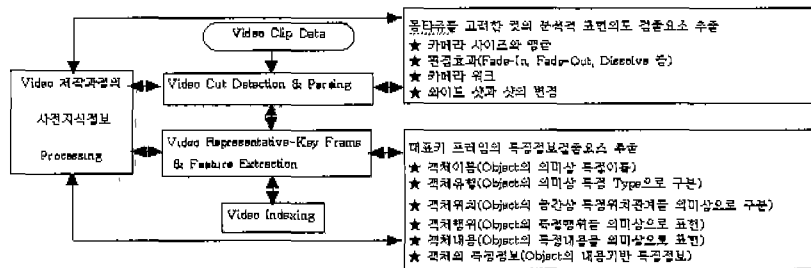 Video Clip Data
Video 제작과정의
사전지식정보
Processing
Video Cut Detection & Parsing
Video Representative-Key Frame
& Feature Extraction
Video Indexing
몽타쥬를 고려한 컷의 분석적 표현의도 검출요소 추출
★ 카메라 사이즈와 앵글
★ 편집효과(Fade-In, Fade-Out, Dissolve 등)
★ 카메라 워크
★ 와이드 샷과 샷의 변경
대표키 프레임의 특징정보검출요소 추출
★ 객체이름(Object의 의미상 특정이름)
★ 객체유형(Object의 의미상 특정 Type으로 구분)
★ 객체위치(Object의 공간상 특정위치관계를 의미상으로 구분)
★ 객체행위(Object의 특정행위를 의미상으로 표현)
★ 객체내용(Object의 특정내용을 의미상으로 표현)
★ 객체의 특징정보(Object의 내용기반 특징정보)